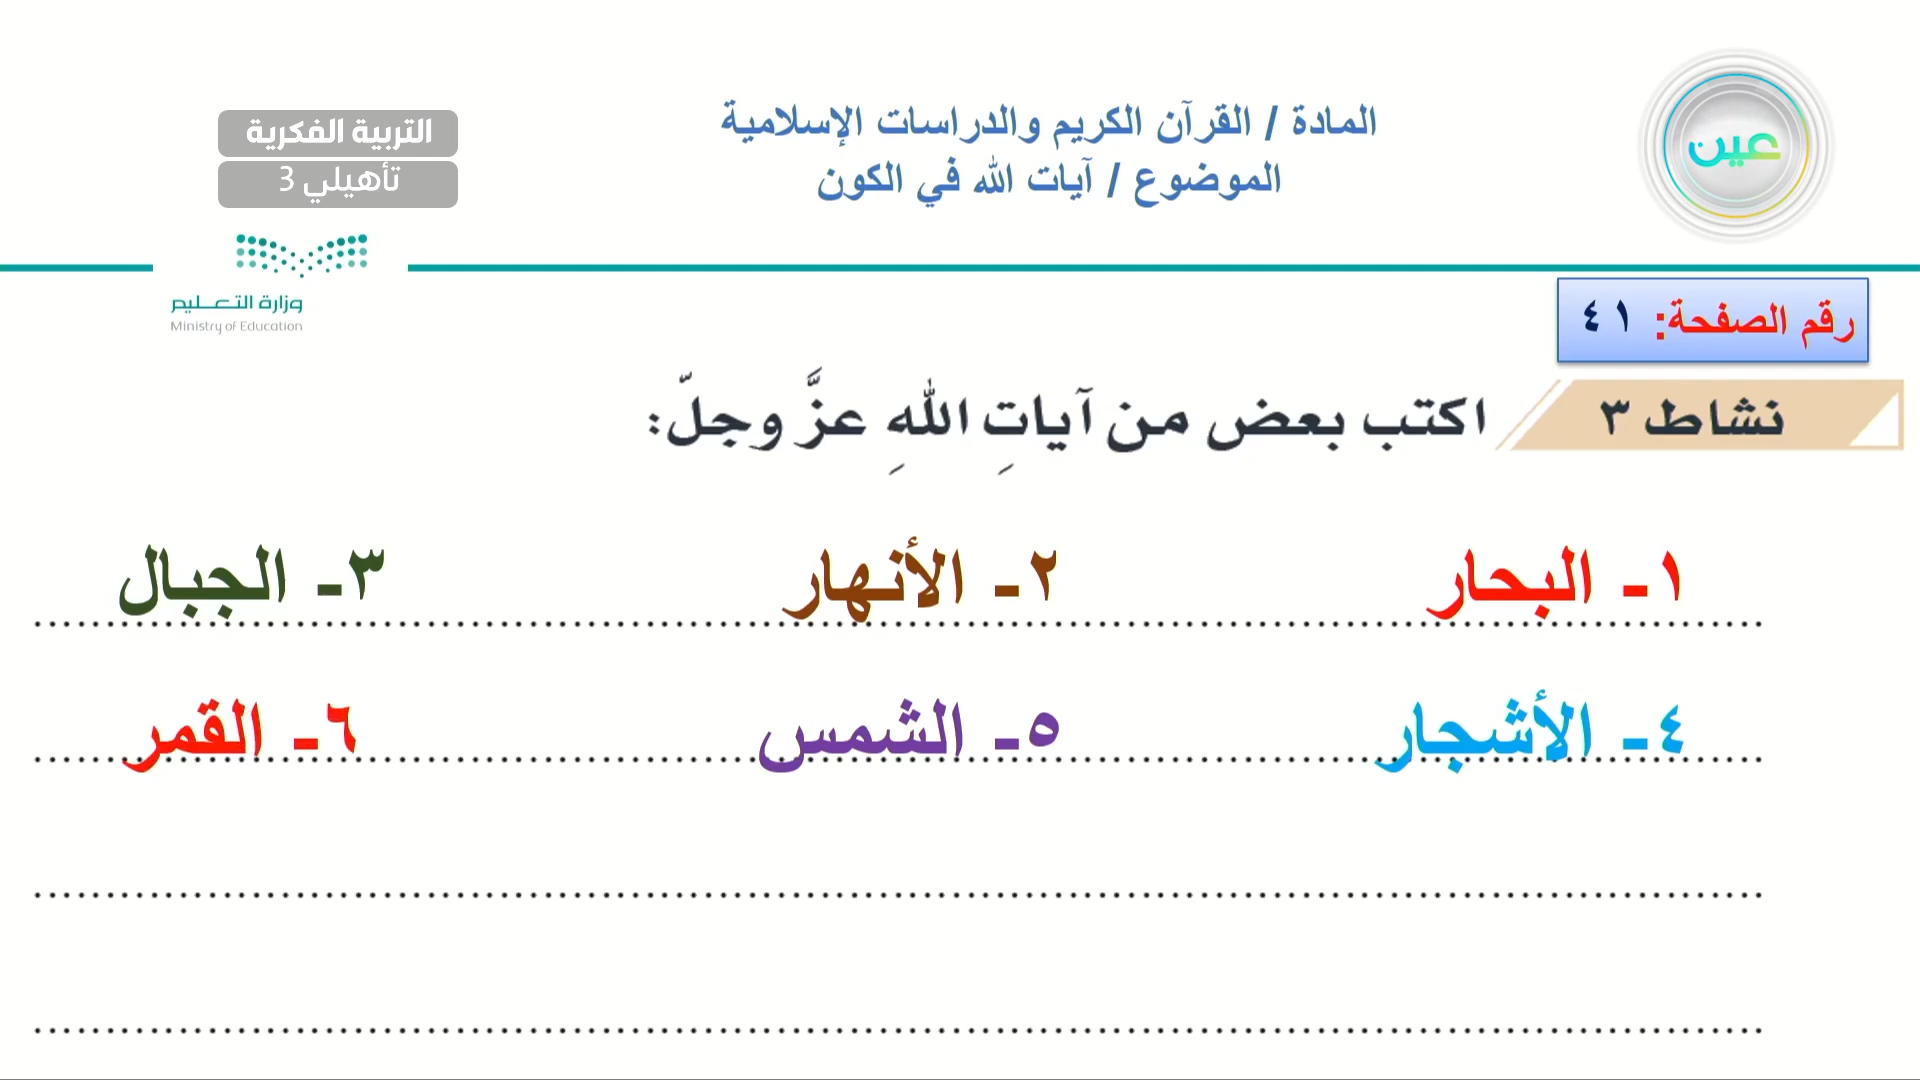 عين
المادة / القرآن الكريم والدراسات الإسلامية
الموضوع / آيات الله في الكون
التربية الفكرية
تأهيلي 3
وزارة التعليم
Ministry of Education
رقم الصفحة: ٤١
نشاط ٣ اكتب بعض من آياتِ اللهِ عزَّ وجلّ:
١- البحار ٢- الأنهار ٣- الجبال
٤- الأشجار ٥- الشمس ٦- القمر